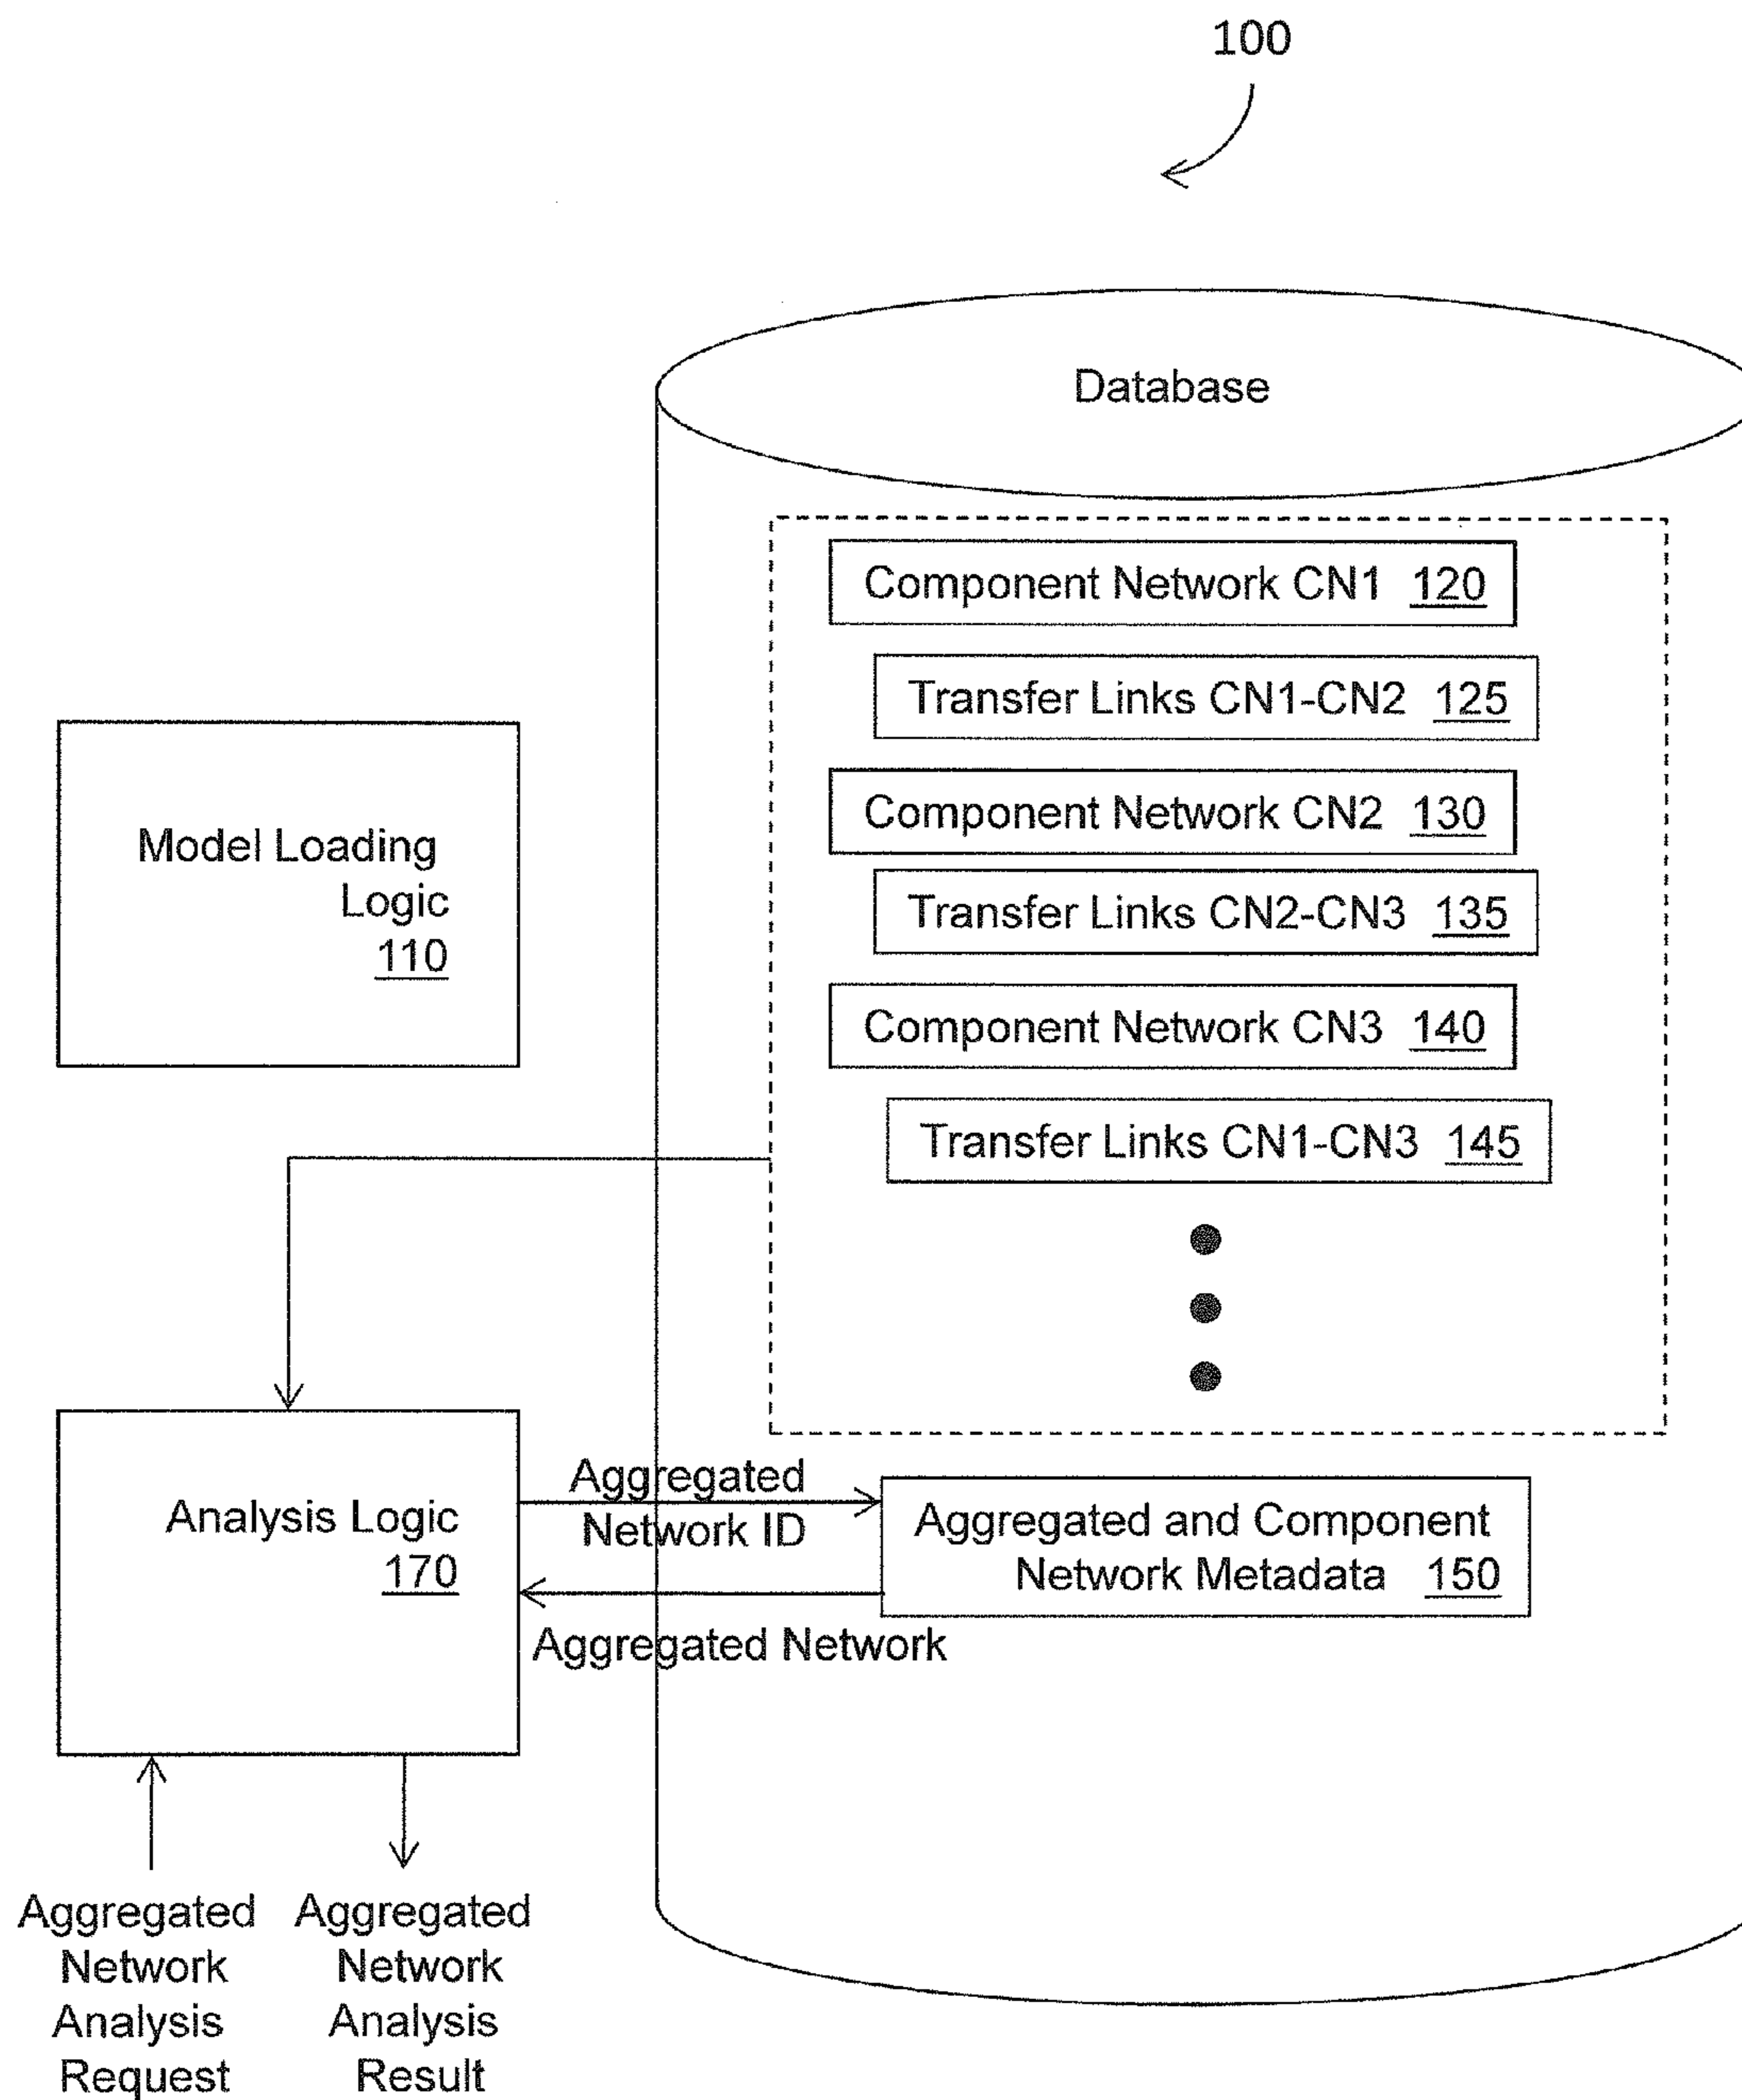 100
Database
Component Network CN1 120
Transfer Links CN1-CN2 125
Component Network CN2 130
Transfer Links CN2-CN3 135
Component Network CN3 140
Transfer Links CN1-CN3 145
Model Loading
Logic
110
Analysis Logic
170
Aggregated
Network ID
Aggregated and Component
Network Metadata 150
Aggregated Network
Aggregated
Network
Analysis
Request
Aggregated
Network
Analysis
Result